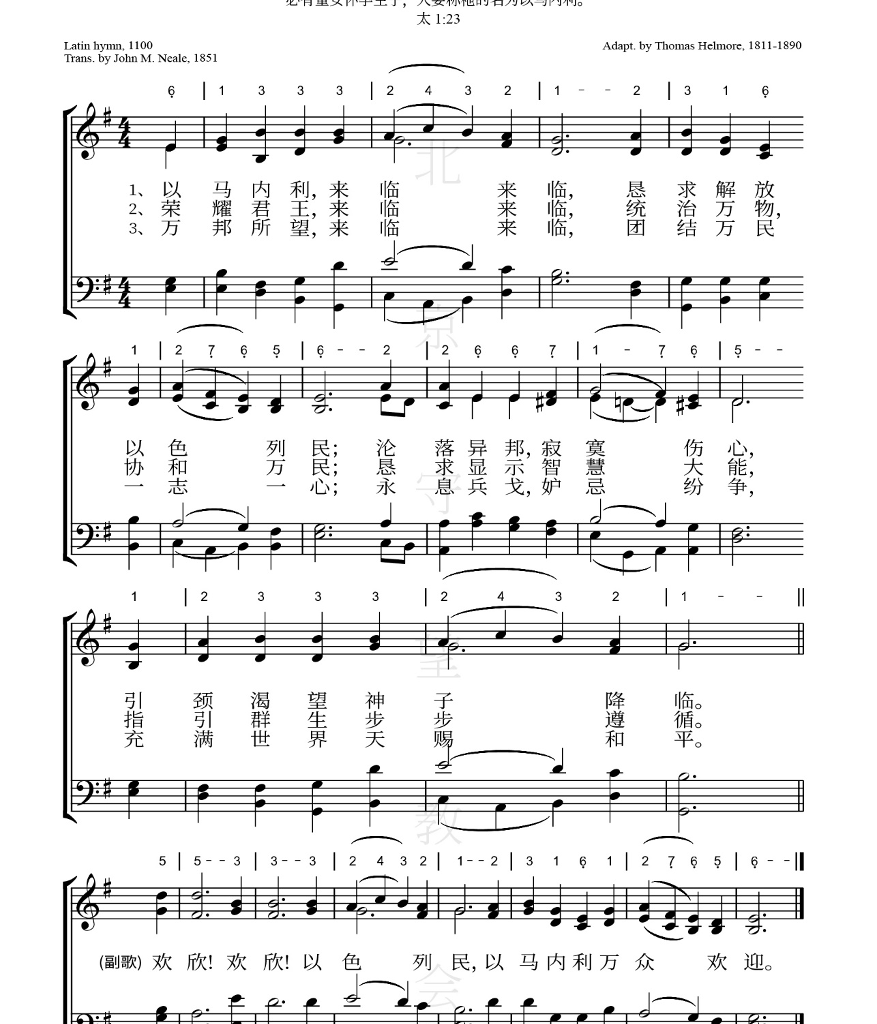 必有童女怀孕生子，人要称祂的名为以马内利。
太 1:23
Latin hymn, 1100
Trans. by John M. Neale, 1851
Adapt. by Thomas Helmore, 1811-1890
6̣ | 1 3 3 3 | 2 4 3 2 | 1 - - 2 | 3 1 6̣
1、以 马 内 利，来 临 来 临， 恳 求 解 放
2、荣 耀 君 王，来 临 来 临， 统 治 万 物，
3、万 邦 所 望，来 临 来 临， 团 结 万 民
1 | 2 7̣ 6̣ 5̣ | 6̣ - - 2 | 2 6̣ 6̣ 7̣ | 1 - 7̣ 6̣ | 5̣ - -
以 色 列 民； 沦 落 异 邦，寂 寞 伤 心，
协 和 万 民； 恳 求 显 示 智 慧 大 能，
一 志 一 心； 永 息 兵 戈，妒 忌 纷 争，
1 | 2 3 3 3 | 2 4 3 2 | 1 - - ||
引 颈 渴 望 神 子 降 临。
指 引 群 生 步 步 遵 循。
充 满 世 界 天 赐 和 平。
5 | 5 - - 3 | 3 - - 3 | 2 4 3 2 | 1 - - 2 | 3 1 6̣ 1 | 2 7̣ 6̣ 5̣ | 6̣ - -
(副歌) 欢 欣! 欢 欣! 以 色 列 民, 以 马 内 利 万 众 欢 迎。
北京守望教会